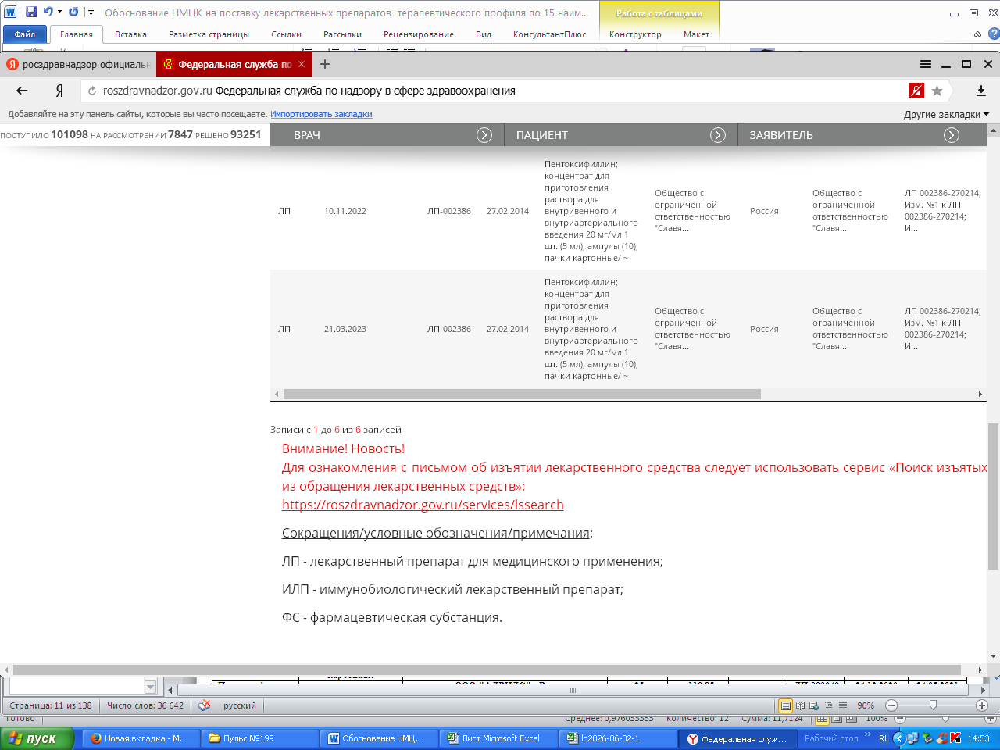 Обоснование НМЦК на поставку лекарственных препаратов терапевтического профиля по 15 наим...
Работа с таблицами
Файл
Главная
Вставка
Разметка страницы
Ссылки
Рассылки
Рецензирование
Вид
КонсультантПлюс
Конструктор
Макет
росздравнадзор официальн
Федеральная служба по
roszdravnadzor.gov.ru Федеральная служба по надзору в сфере здравоохранения
Добавляйте на эту панель сайты, которые вы часто посещаете. Импортировать закладки
Другие закладки
ПОСТУПИЛО 101098 НА РАССМОТРЕНИИ 7847 РЕШЕНО 93251
ВРАЧ
ПАЦИЕНТ
ЗАЯВИТЕЛЬ
ЛП
10.11.2022
ЛП-002386
27.02.2014
Пентоксифиллин;
концентрат для
приготовления
раствора для
внутривенного и
внутриартериального
введения 20 мг/мл 1
шт. (5 мл), ампулы (10),
пачки картонные/ ~
Общество с
ограниченной
ответственностью
"Славя...
Россия
Общество с
ограниченной
ответственностью
"Славя...
ЛП 002386-270214;
Изм. №1 к ЛП
002386-270214;
И...
ЛП
21.03.2023
ЛП-002386
27.02.2014
Пентоксифиллин;
концентрат для
приготовления
раствора для
внутривенного и
внутриартериального
введения 20 мг/мл 1
шт. (5 мл), ампулы (10),
пачки картонные/ ~
Общество с
ограниченной
ответственностью
"Славя...
Россия
Общество с
ограниченной
ответственностью
"Славя...
ЛП 002386-270214;
Изм. №1 к ЛП
002386-270214;
И...
Записи с 1 до 6 из 6 записей
Внимание! Новость!
Для ознакомления с письмом об изъятии лекарственного средства следует использовать сервис «Поиск изъятых
из обращения лекарственных средств»:
https://roszdravnadzor.gov.ru/services/lssearch
Сокращения/условные обозначения/примечания:
ЛП - лекарственный препарат для медицинского применения;
ИЛП - иммунобиологический лекарственный препарат;
ФС - фармацевтическая субстанция.
Страница: 11 из 138
Число слов: 36 642
русский
90%
Готово
Среднее: 0,976033333
Количество: 12
Сумма: 11,7124
100%
пуск
Новая вкладка - M...
Пульс №199
Обоснование НМЦ...
Лист Microsoft Excel
lp2026-06-02-1
Федеральная служ...
Рабочий стол
RL
14:53